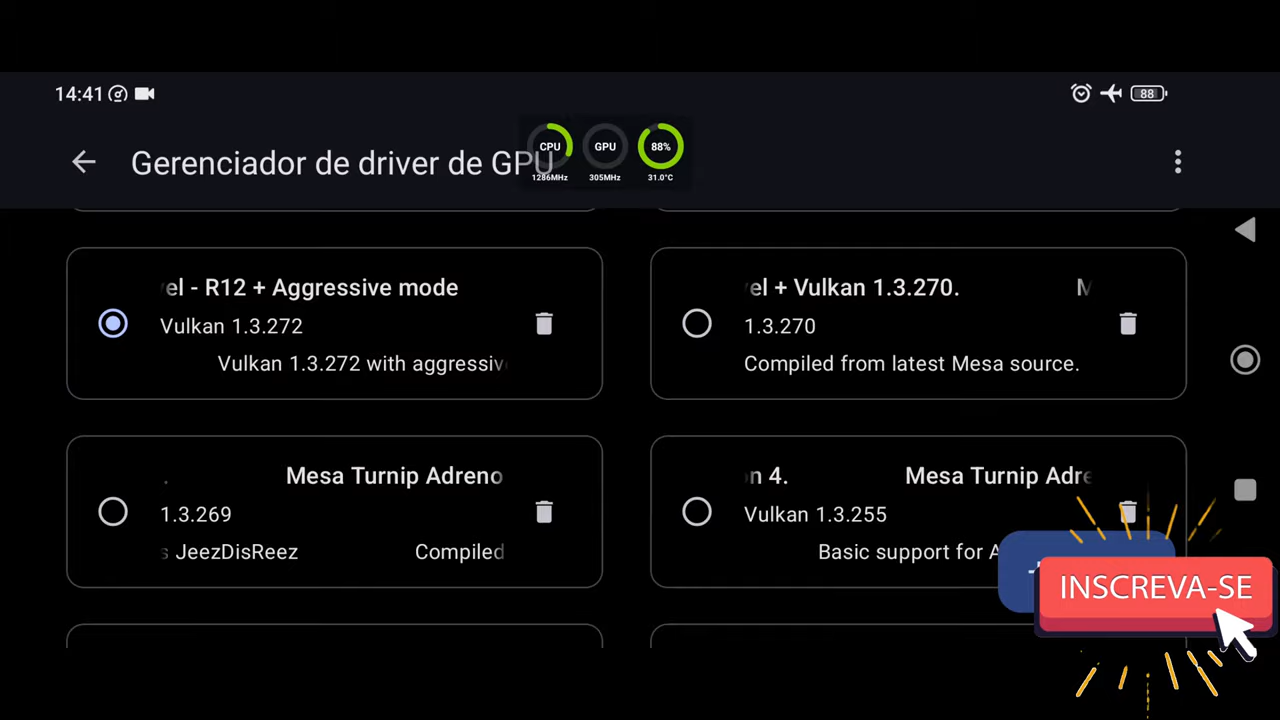 14:41
88
Gerenciador de driver de GPU
CPU
GPU
88%
1286MHz
305MHz
31.0°C
el - R12 + Aggressive mode
Vulkan 1.3.272
Vulkan 1.3.272 with aggressiv
el + Vulkan 1.3.270. M
1.3.270
Compiled from latest Mesa source.
. Mesa Turnip Adreno
1.3.269
s JeezDisReez Compiled
n 4. Mesa Turnip Adre
Vulkan 1.3.255
Basic support for A
INSCREVA-SE